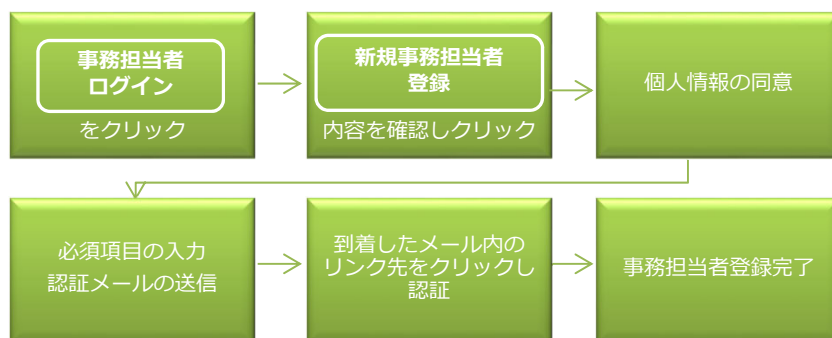 事務担当者
ログイン
をクリック
新規事務担当者
登録
内容を確認しクリック
個人情報の同意
必須項目の入力
認証メールの送信
到着したメール内の
リンク先をクリックし
認証
事務担当者登録完了